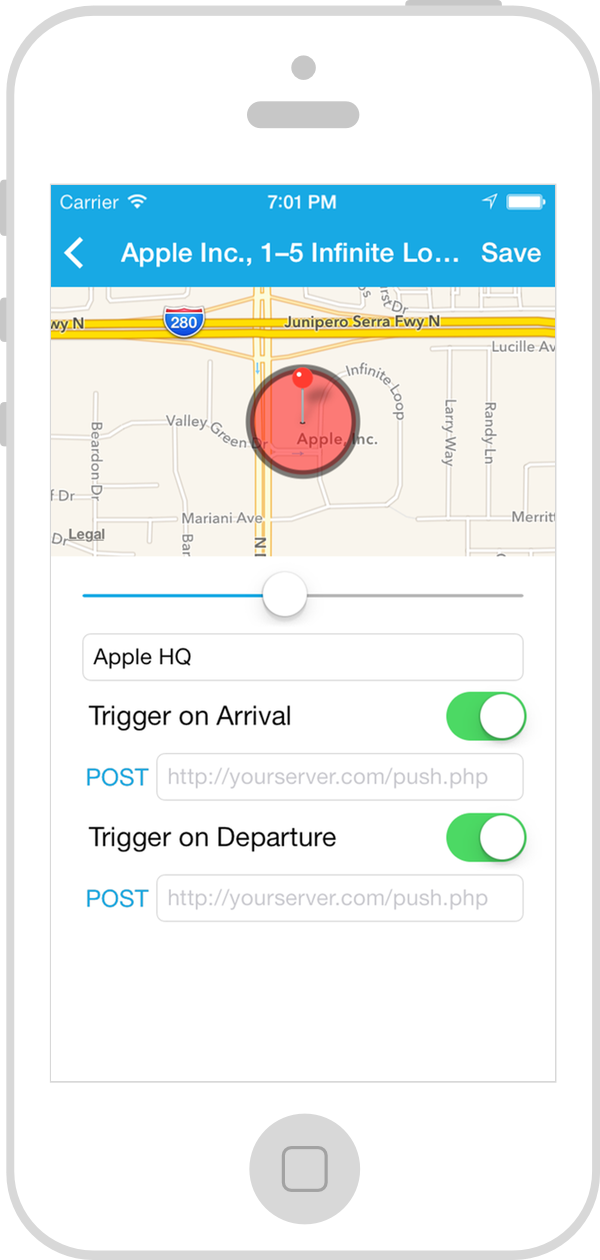 Carrier 7:01 PM
Apple Inc., 1–5 Infinite Lo... Save
rst Dr
wy N
280
Junipero Serra Fwy N
Lucille Av
Infinite Loop
Valley Green Dr
Apple, Inc.
Beardon Dr
Larry Way
Randy Ln
f Dr
Mariani Ave
Merritt
Dr
Legal
Bar
N
Apple HQ
Trigger on Arrival
POST http://yourserver.com/push.php
Trigger on Departure
POST http://yourserver.com/push.php